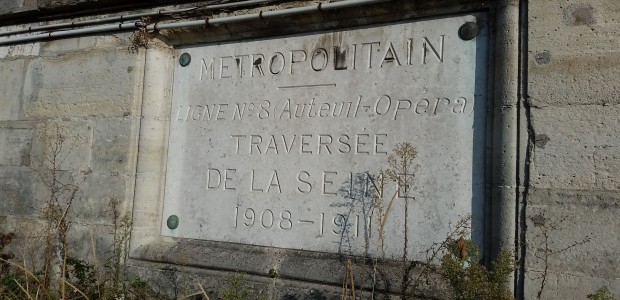 METROPOLITAIN
LIGNE No 8 (Auteuil-Opéra)
TRAVERSÉE
DE LA SEINE
1908-1911